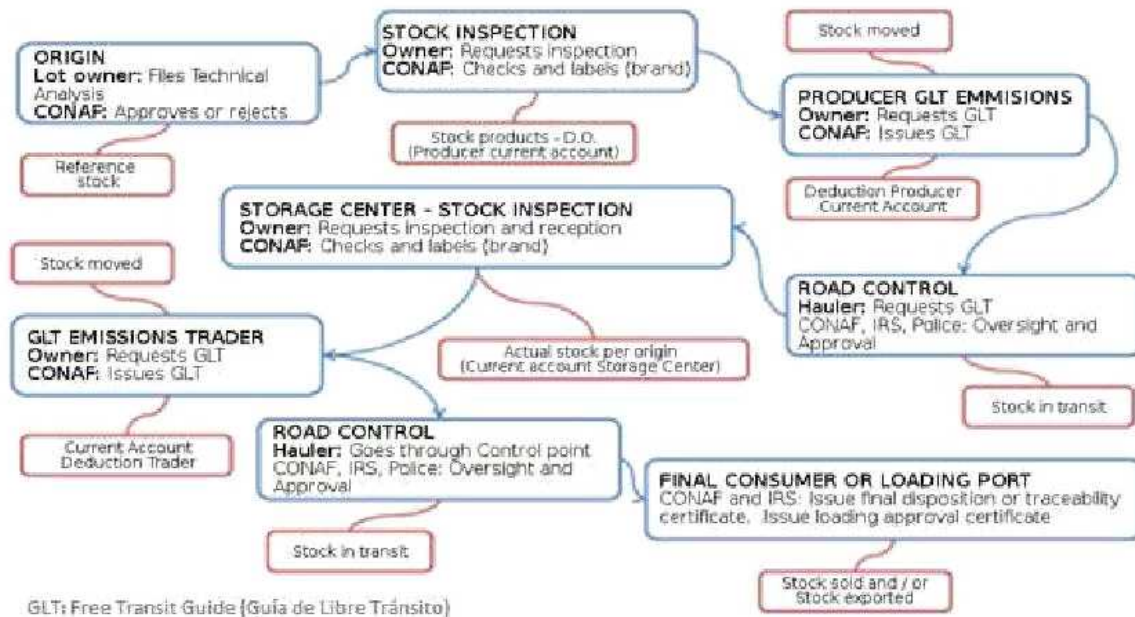 ORIGIN
Lot owner: Files Technical
Analysis
CONAF: Approves or rejects
Reference
stock
STOCK INSPECTION
Owner: Requests inspection
CONAF: Checks and labels (brand)
Stock products - D.O.
(Producer current account)
Stock moved
PRODUCER GLT EMMISIONS
Owner: Requests GLT
CONAF: Issues GLT
Deduction Producer
Current Account
ROAD CONTROL
Hauler: Requests GLT
CONAF, IRS, Police: Oversight and
Approval
Stock in transit
STORAGE CENTER - STOCK INSPECTION
Owner: Requests inspection and reception
CONAF: Checks and labels (brand)
Actual stock per origin
(Current account Storage Center)
Stock moved
GLT EMISSIONS TRADER
Owner: Requests GLT
CONAF: Issues GLT
Current Account
Deduction Trader
ROAD CONTROL
Hauler: Goes through Control point
CONAF, IRS, Police: Oversight and
Approval
Stock in transit
FINAL CONSUMER OR LOADING PORT
CONAF and IRS: Issue final disposition or traceability
certificate. Issue loading approval certificate
Stock sold and / or
Stock exported
GLT: Free Transit Guide (Guía de Libre Tránsito)